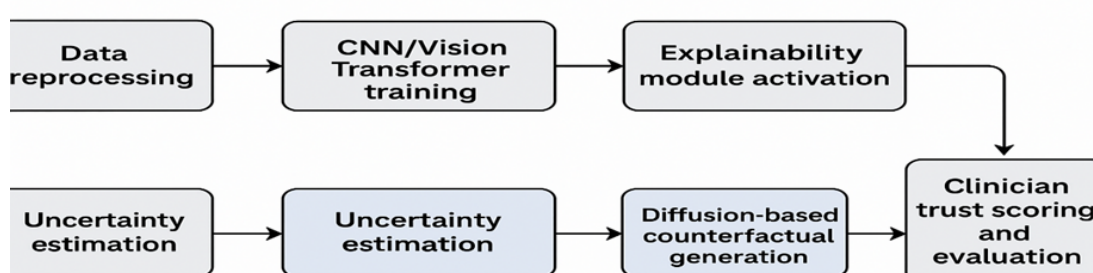 Data
reprocessing
CNN/Vision
Transformer
training
Explainability
module activation
Uncertainty
estimation
Uncertainty
estimation
Diffusion-based
counterfactual
generation
Clinician
trust scoring
and
evaluation